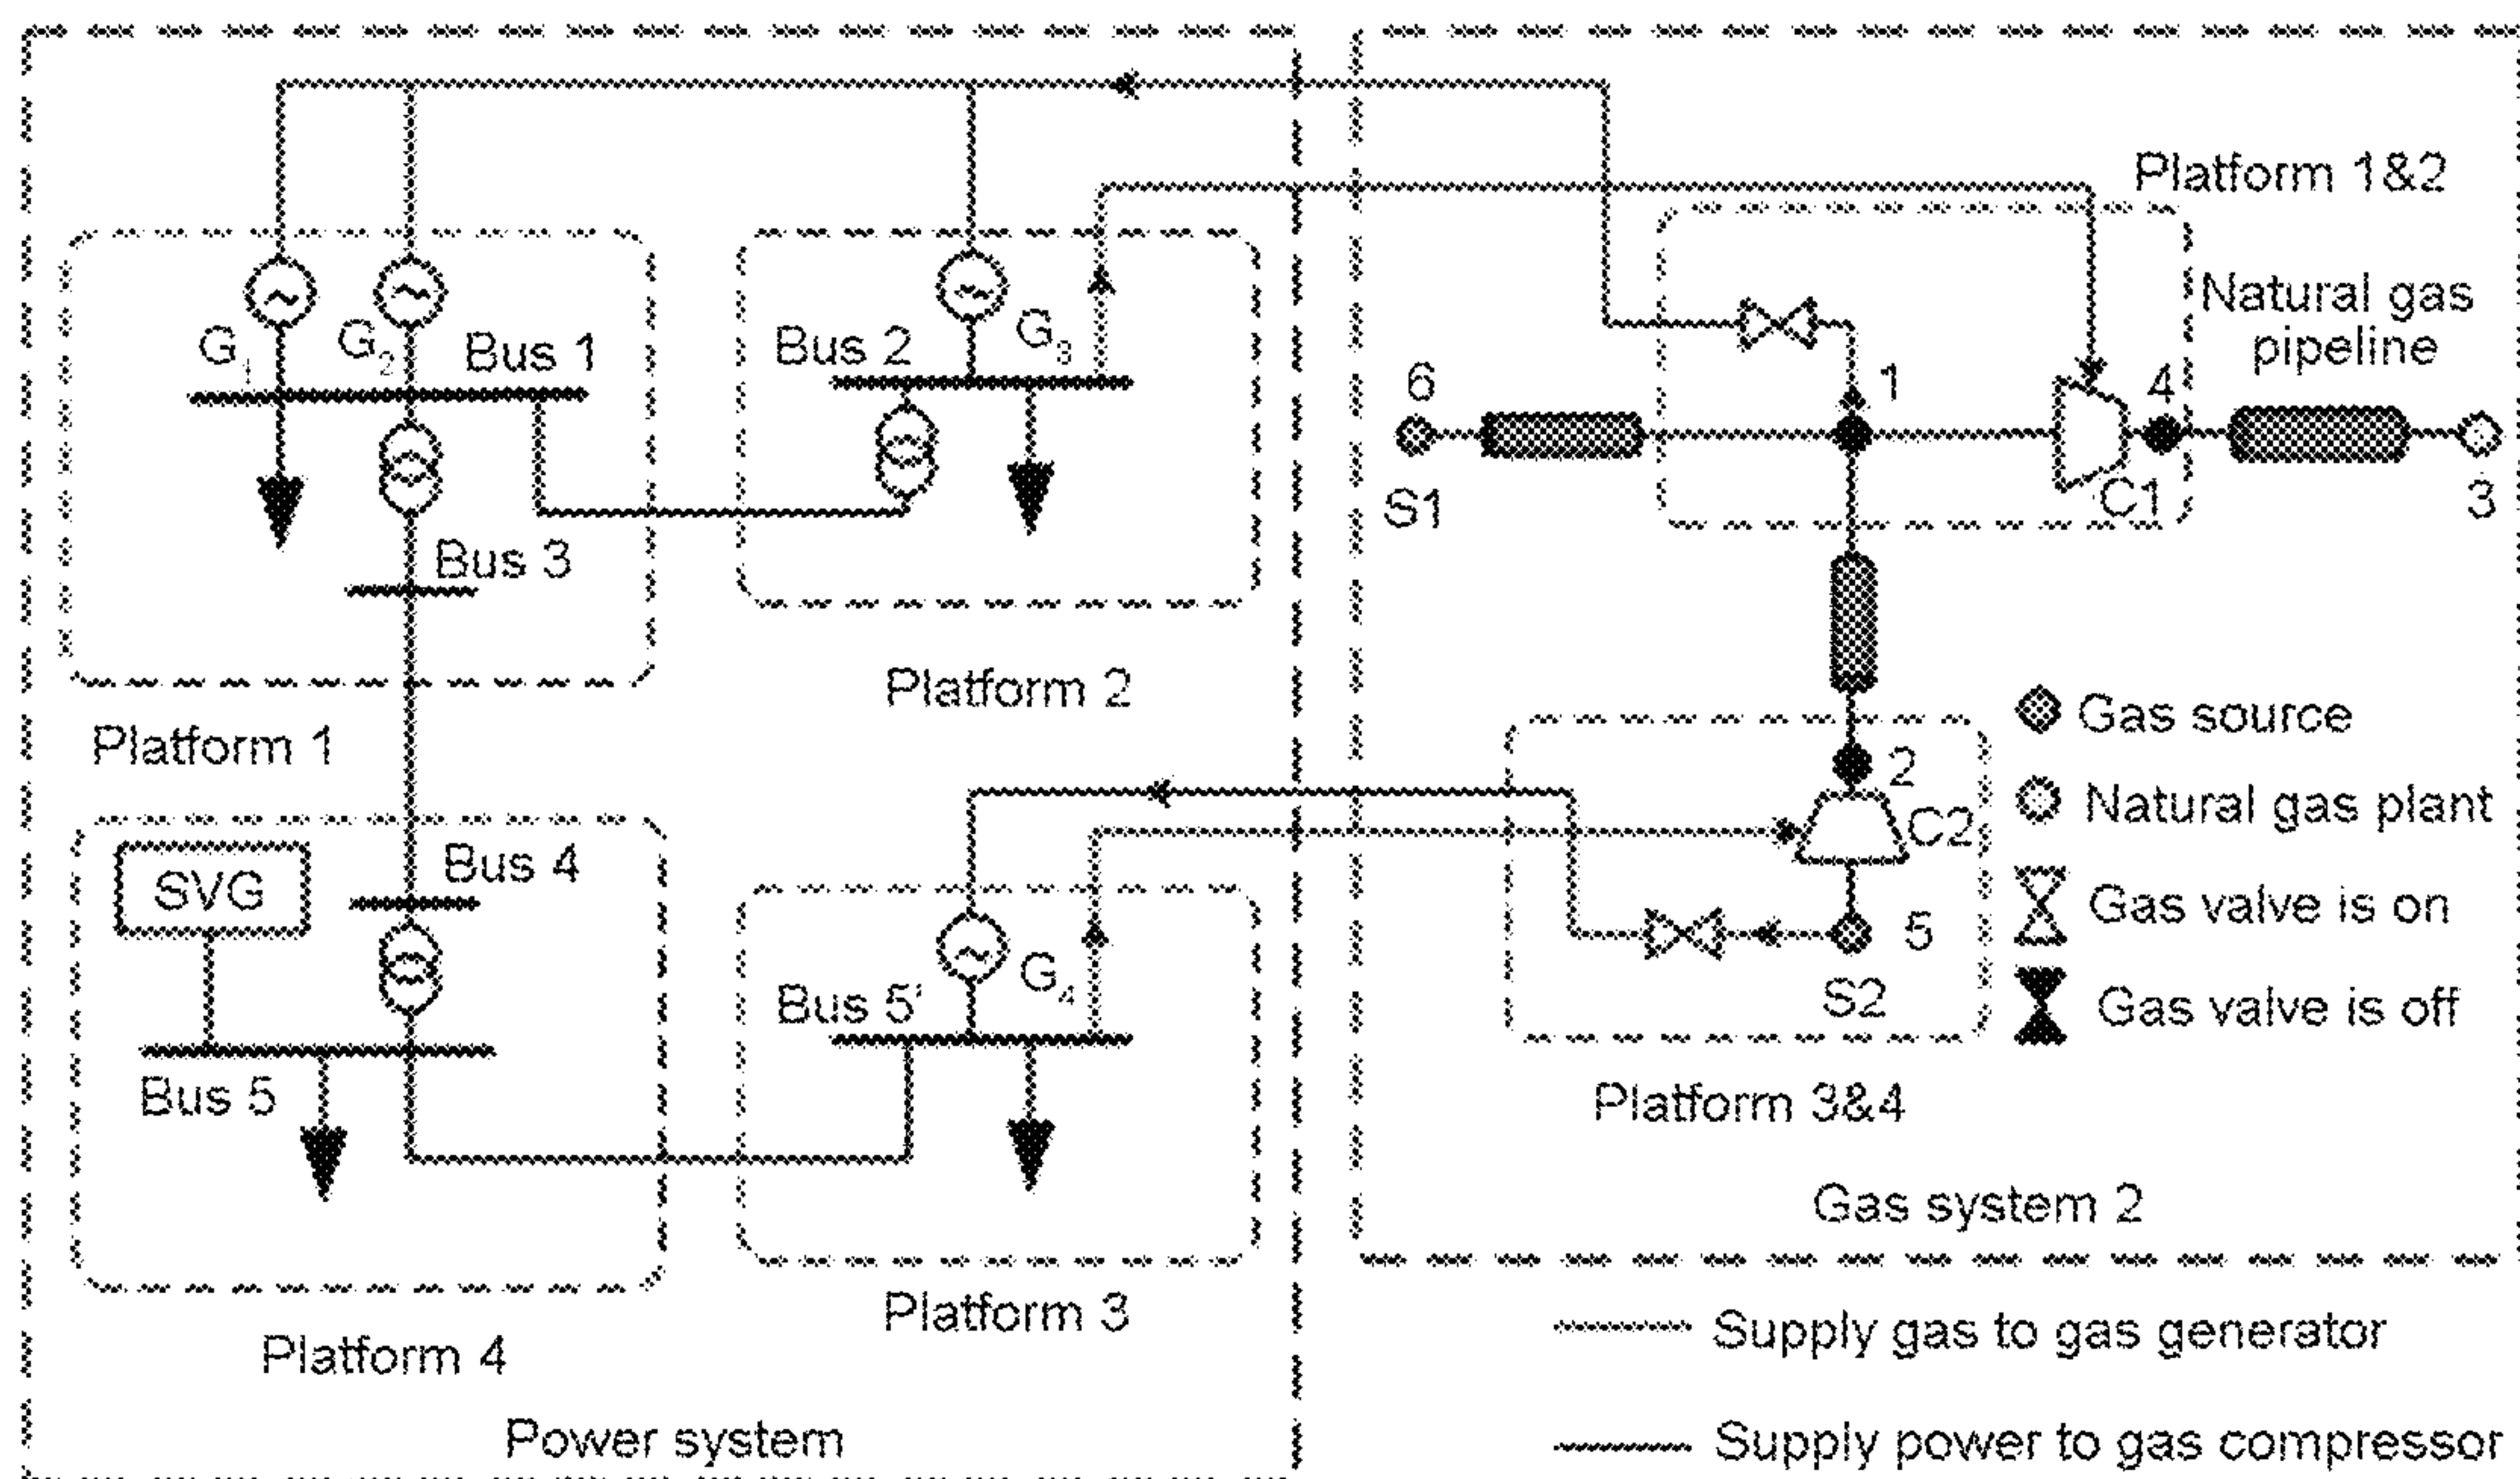 Platform 1&2
Natural gas
pipeline
G1
G2
Bus 1
Bus 2
G3
6
1
4
S1
C1
3
Bus 3
Platform 2
Platform 1
Gas source
2
Natural gas plant
C2
Bus 4
SVG
Gas valve is on
5
G4
Bus 5'
S2
Gas valve is off
Bus 5
Platform 3&4
Gas system 2
Platform 3
Supply gas to gas generator
Platform 4
Power system
Supply power to gas compressor